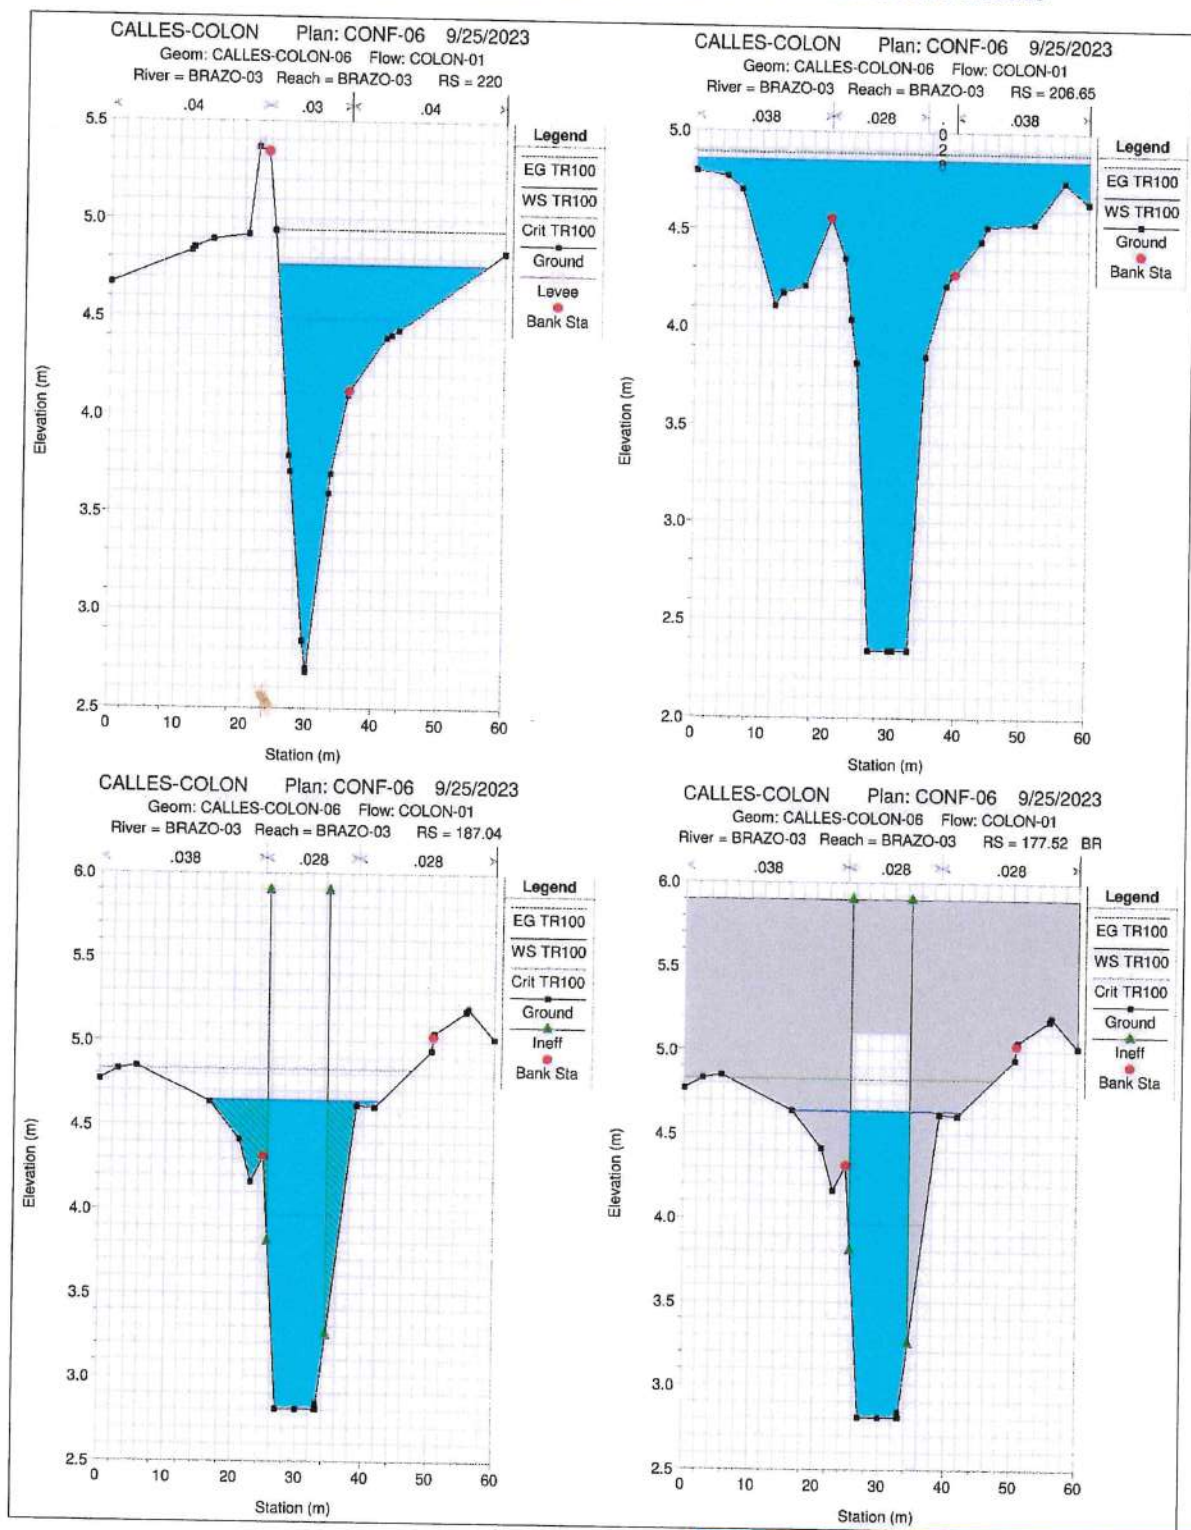 CALLES-COLON Plan: CONF-06 9/25/2023
Geom: CALLES-COLON-06 Flow: COLON-01
River = BRAZO-03 Reach = BRAZO-03 RS = 220
.04 .03 .04
5.5
5.0
4.5
4.0
3.5
3.0
2.5
Elevation (m)
0 10 20 30 40 50 60
Station (m)
Legend
EG TR100
WS TR100
Crit TR100
Ground
Levee
Bank Sta
CALLES-COLON Plan: CONF-06 9/25/2023
Geom: CALLES-COLON-06 Flow: COLON-01
River = BRAZO-03 Reach = BRAZO-03 RS = 206.65
.038 .028 .038
0
2
8
5.0
4.5
4.0
3.5
3.0
2.5
2.0
Elevation (m)
0 10 20 30 40 50 60
Station (m)
Legend
EG TR100
WS TR100
Ground
Bank Sta
CALLES-COLON Plan: CONF-06 9/25/2023
Geom: CALLES-COLON-06 Flow: COLON-01
River = BRAZO-03 Reach = BRAZO-03 RS = 187.04
.038 .028 .028
6.0
5.5
5.0
4.5
4.0
3.5
3.0
2.5
Elevation (m)
0 10 20 30 40 50 60
Station (m)
Legend
EG TR100
WS TR100
Crit TR100
Ground
Ineff
Bank Sta
CALLES-COLON Plan: CONF-06 9/25/2023
Geom: CALLES-COLON-06 Flow: COLON-01
River = BRAZO-03 Reach = BRAZO-03 RS = 177.52 BR
.038 .028 .028
6.0
5.5
5.0
4.5
4.0
3.5
3.0
2.5
Elevation (m)
0 10 20 30 40 50 60
Station (m)
Legend
EG TR100
WS TR100
Crit TR100
Ground
Ineff
Bank Sta